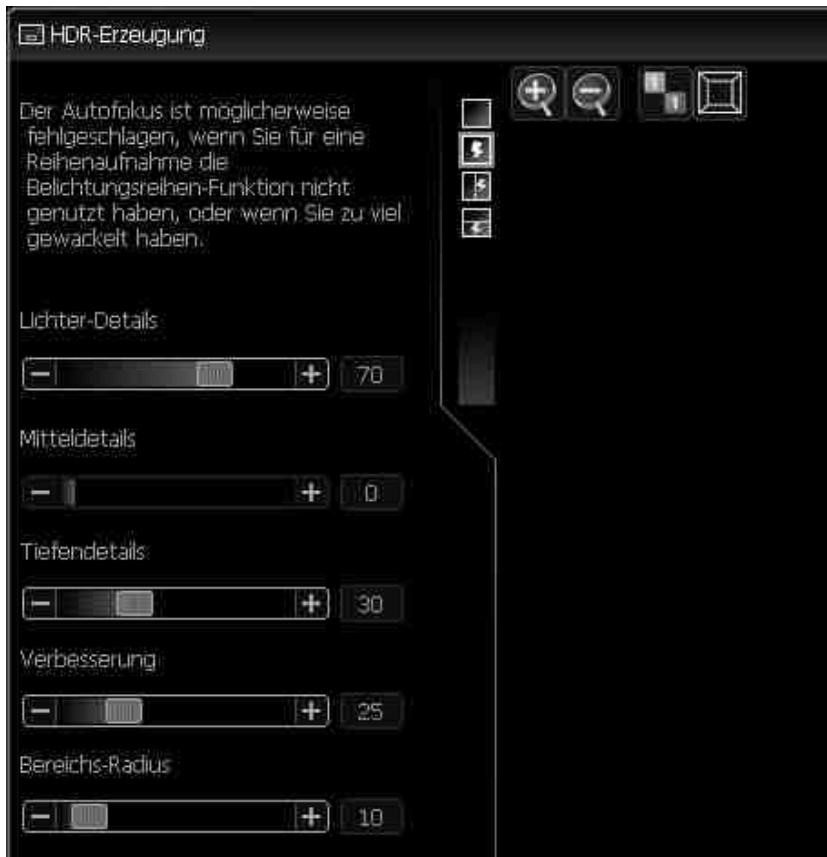 HDR-Erzeugung
Der Autofokus ist möglicherweise
fehlgeschlagen, wenn Sie für eine
Reihenaufnahme die
Belichtungsreihen-Funktion nicht
genutzt haben, oder wenn Sie zu viel
gewackelt haben.
Lichter-Details
70
Mitteldetails
0
Tiefendetails
30
Verbesserung
25
Bereichs-Radius
10